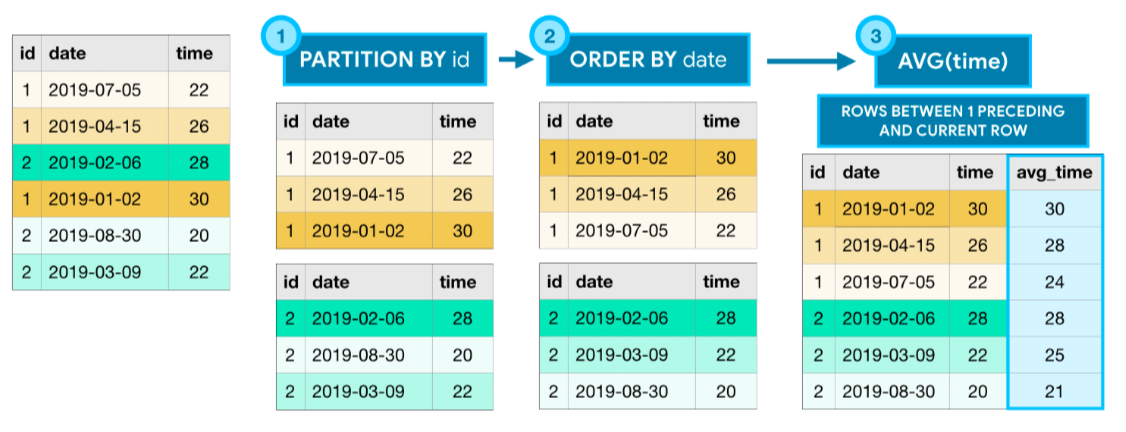 id date time
1 2019-07-05 22
1 2019-04-15 26
2 2019-02-06 28
1 2019-01-02 30
2 2019-08-30 20
2 2019-03-09 22
1
PARTITION BY id
id date time
1 2019-07-05 22
1 2019-04-15 26
1 2019-01-02 30
id date time
2 2019-02-06 28
2 2019-08-30 20
2 2019-03-09 22
2
ORDER BY date
id date time
1 2019-01-02 30
1 2019-04-15 26
1 2019-07-05 22
id date time
2 2019-02-06 28
2 2019-03-09 22
2 2019-08-30 20
3
AVG(time)
ROWS BETWEEN 1 PRECEDING
AND CURRENT ROW
id date time avg_time
1 2019-01-02 30 30
1 2019-04-15 26 28
1 2019-07-05 22 24
2 2019-02-06 28 28
2 2019-03-09 22 25
2 2019-08-30 20 21